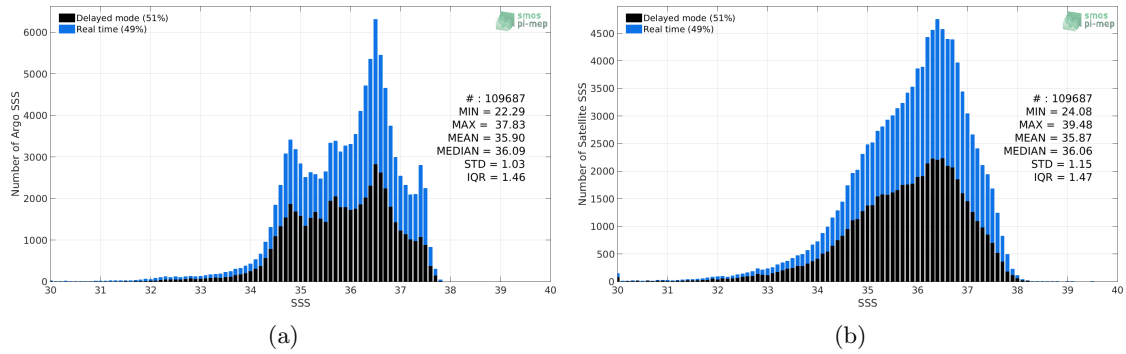 Delayed mode (51%)
Real time (49%)
smos
pi-mep
# : 109687
MIN = 22.29
MAX = 37.83
MEAN = 35.90
MEDIAN = 36.09
STD = 1.03
IQR = 1.46
Number of Argo SSS
6000
5000
4000
3000
2000
1000
0
30 31 32 33 34 35 36 37 38 39 40
SSS
(a)
Delayed mode (51%)
Real time (49%)
smos
pi-mep
# : 109687
MIN = 24.08
MAX = 39.48
MEAN = 35.87
MEDIAN = 36.06
STD = 1.15
IQR = 1.47
Number of Satellite SSS
4500
4000
3500
3000
2500
2000
1500
1000
500
0
30 31 32 33 34 35 36 37 38 39 40
SSS
(b)